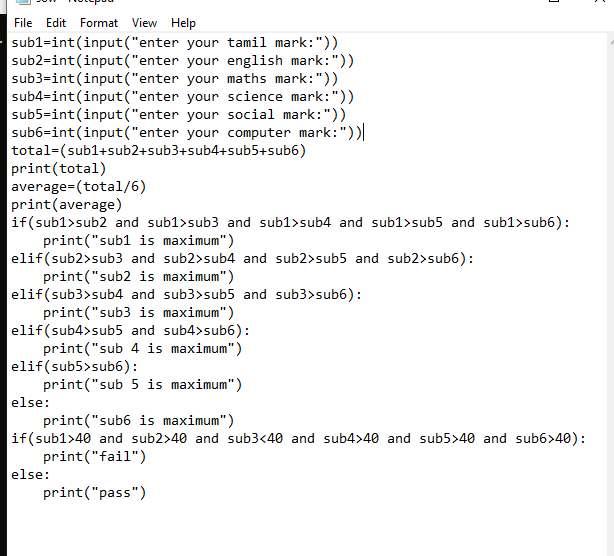 File Edit Format View Help
sub1=int(input("enter your tamil mark:"))
sub2=int(input("enter your english mark:"))
sub3=int(input("enter your maths mark:"))
sub4=int(input("enter your science mark:"))
sub5=int(input("enter your social mark:"))
sub6=int(input("enter your computer mark:"))
total=(sub1+sub2+sub3+sub4+sub5+sub6)
print(total)
average=(total/6)
print(average)
if(sub1>sub2 and sub1>sub3 and sub1>sub4 and sub1>sub5 and sub1>sub6):
    print("sub1 is maximum")
elif(sub2>sub3 and sub2>sub4 and sub2>sub5 and sub2>sub6):
    print("sub2 is maximum")
elif(sub3>sub4 and sub3>sub5 and sub3>sub6):
    print("sub3 is maximum")
elif(sub4>sub5 and sub4>sub6):
    print("sub 4 is maximum")
elif(sub5>sub6):
    print("sub 5 is maximum")
else:
    print("sub6 is maximum")
if(sub1>40 and sub2>40 and sub3<40 and sub4>40 and sub5>40 and sub6>40):
    print("fail")
else:
    print("pass")